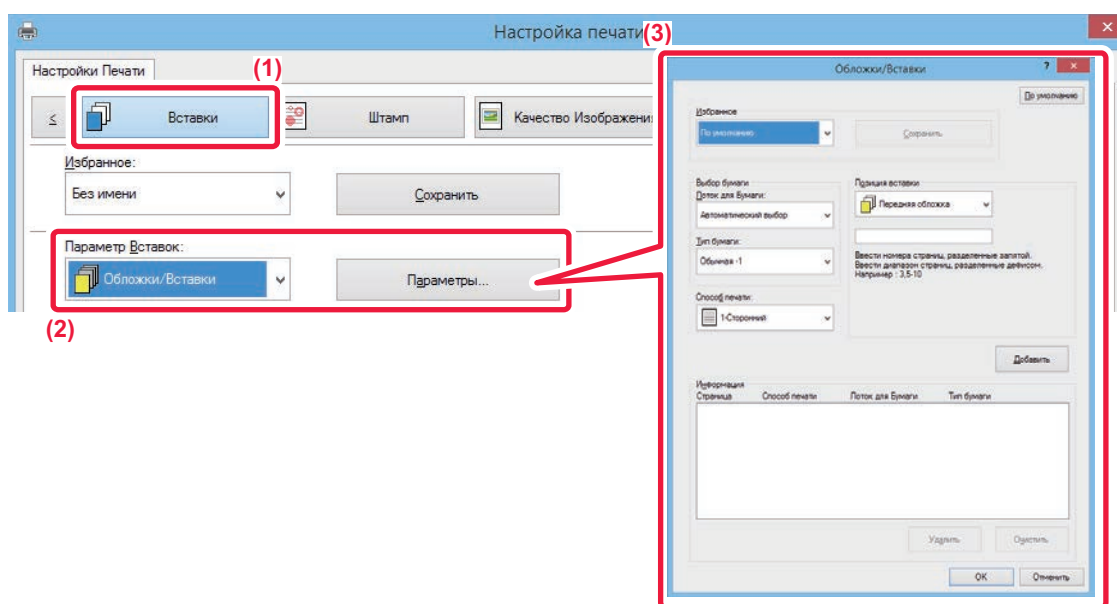 Настройка печати
(3)
Настройки Печати
(1)
≤
Вставки
Штамп
Качество Изображени
Избранное:
Без имени
Сохранить
Параметр Вставок:
Обложки/Вставки
Параметры...
(2)
Обложки/Вставки
?
По умолчанию
Избранное
По умолчанию
Сохранить
Выбор бумаги
Лоток для Бумаги:
Автоматический выбор
Тип бумаги:
Обычная -1
Способ печати:
1-Сторонний
Позиция вставки
Передняя обложка
Ввести номера страниц, разделенные запятой.
Ввести диапазон страниц, разделенные дефисом.
Например : 3,5-10
Добавить
Информация
Страница Способ печати Лоток для Бумаги Тип бумаги
Удалить Очистить
OK Отменить